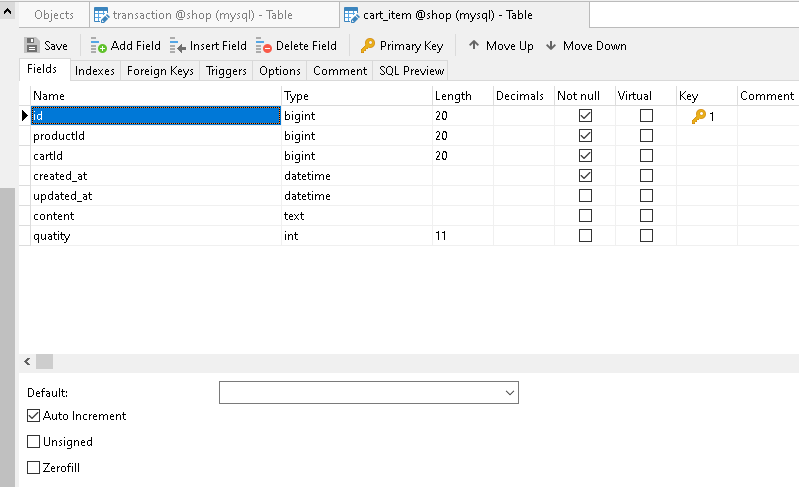 Objects transaction @shop (mysql) - Table cart_item @shop (mysql) - Table
Save Add Field Insert Field Delete Field Primary Key Move Up Move Down
Fields Indexes Foreign Keys Triggers Options Comment SQL Preview
Name Type Length Decimals Not null Virtual Key Comment
id bigint 20 1
productId bigint 20
cartId bigint 20
created_at datetime
updated_at datetime
content text
quatity int 11
Default:
Auto Increment
Unsigned
Zerofill